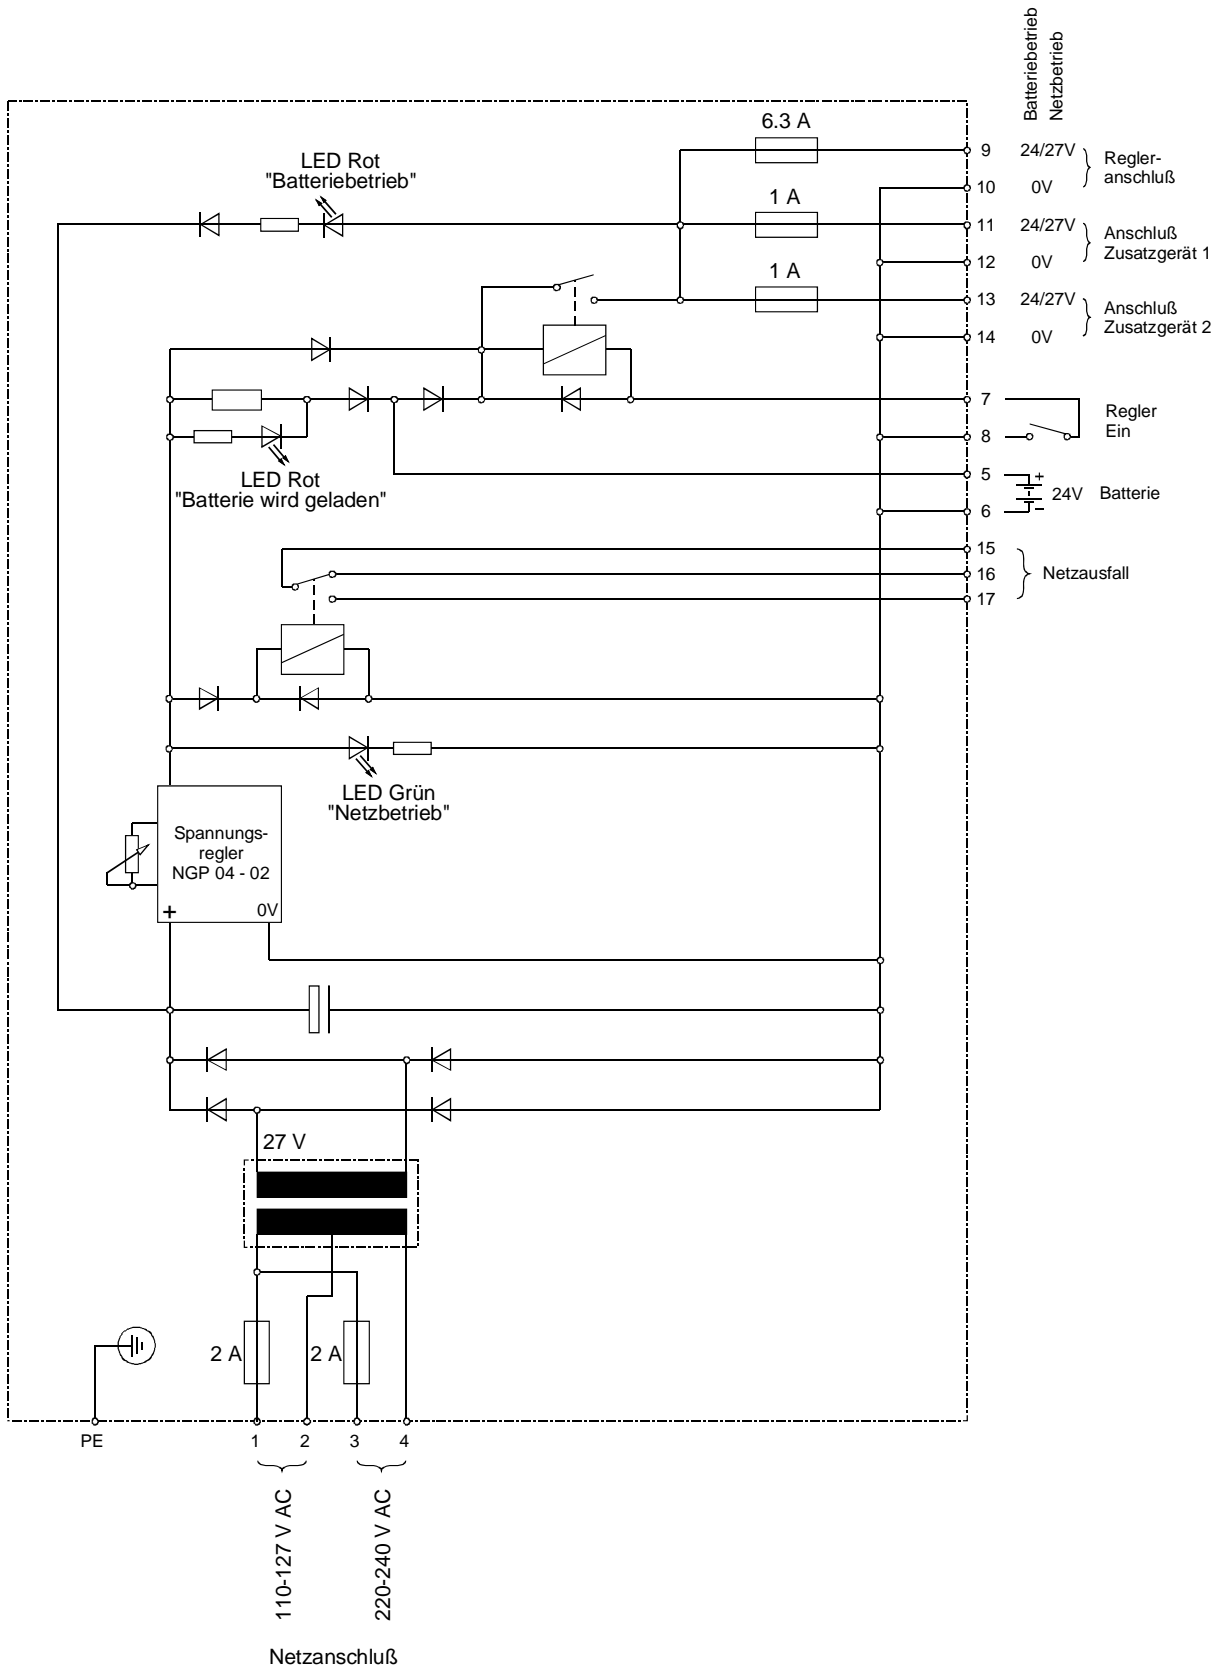 Batteriebetrieb
Netzbetrieb
6.3 A
9 24/27V
Regler-
anschluß
10 0V
LED Rot
"Batteriebetrieb"
1 A
11 24/27V
Anschluß
Zusatzgerät 1
12 0V
1 A
13 24/27V
Anschluß
Zusatzgerät 2
14 0V
7
Regler
Ein
8
LED Rot
"Batterie wird geladen"
5
+
24V Batterie
6
−
15
16
Netzausfall
17
LED Grün
"Netzbetrieb"
Spannungs-
regler
NGP 04 - 02
+ 0V
27 V
2 A
2 A
PE
1
2
3
4
110-127 V AC
220-240 V AC
Netzanschluß